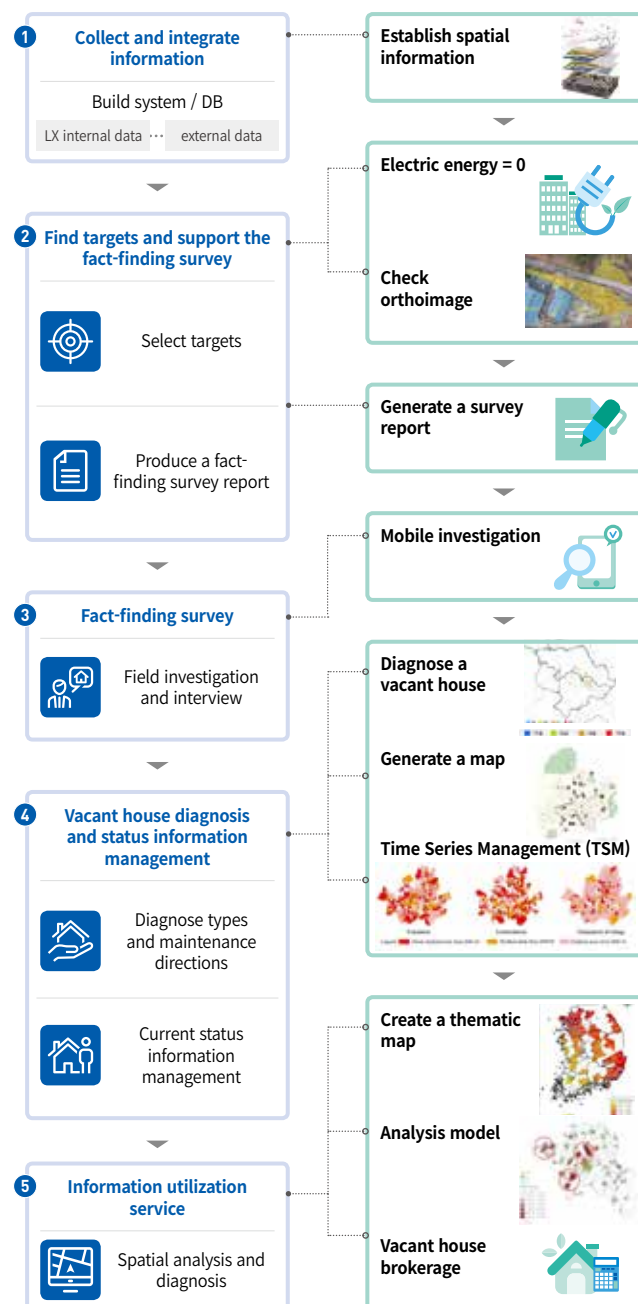 1
Collect and integrate
information
Build system / DB
LX internal data ··· external data
2
Find targets and support the
fact-finding survey
Select targets
Produce a fact-
finding survey report
3
Fact-finding survey
Field investigation
and interview
4
Vacant house diagnosis
and status information
management
Diagnose types
and maintenance
directions
Current status
information
management
5
Information utilization
service
Spatial analysis and
diagnosis
Establish spatial
information
Electric energy = 0
Check
orthoimage
Generate a survey
report
Mobile investigation
Diagnose a
vacant house
Generate a map
Time Series Management (TSM)
Create a thematic
map
Analysis model
Vacant house
brokerage